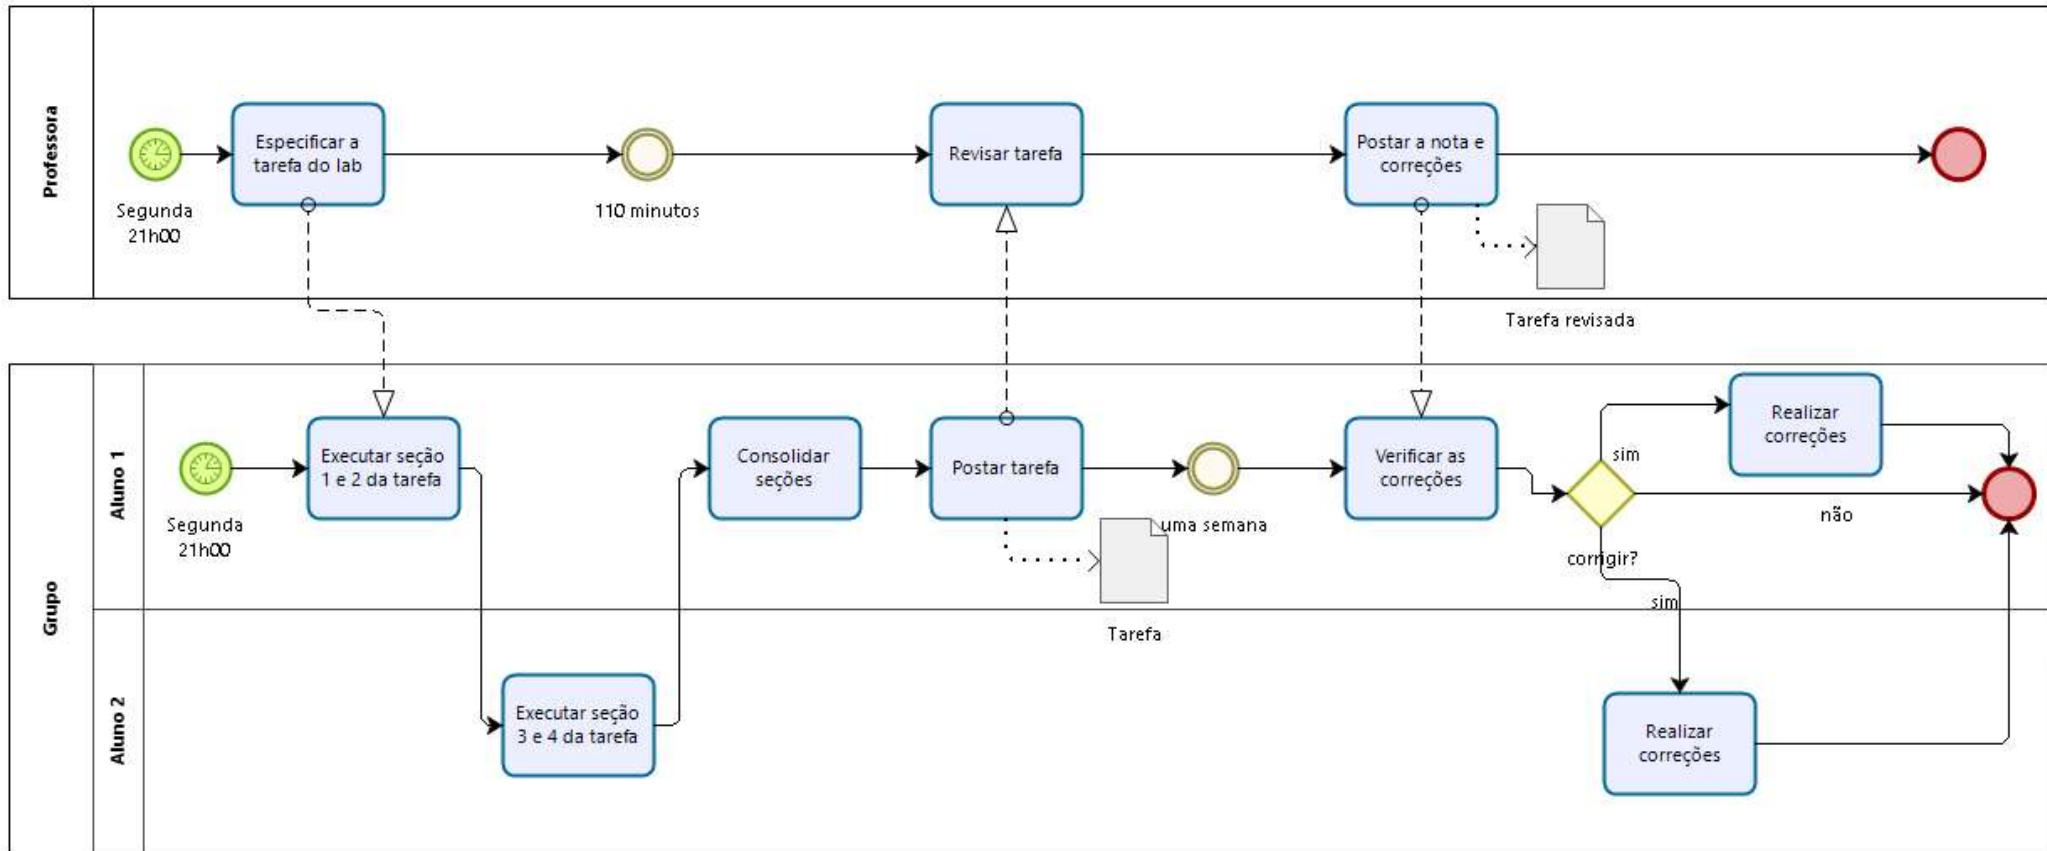 Professora
Segunda
21h00
Especificar a
tarefa do lab
110 minutos
Revisar tarefa
Postar a nota e
correções
Tarefa revisada
Grupo
Aluno 1
Segunda
21h00
Executar seção
1 e 2 da tarefa
Consolidar
seções
Postar tarefa
Tarefa
uma semana
Verificar as
correções
corrigir?
sim
Realizar
correções
não
sim
Aluno 2
Executar seção
3 e 4 da tarefa
Realizar
correções